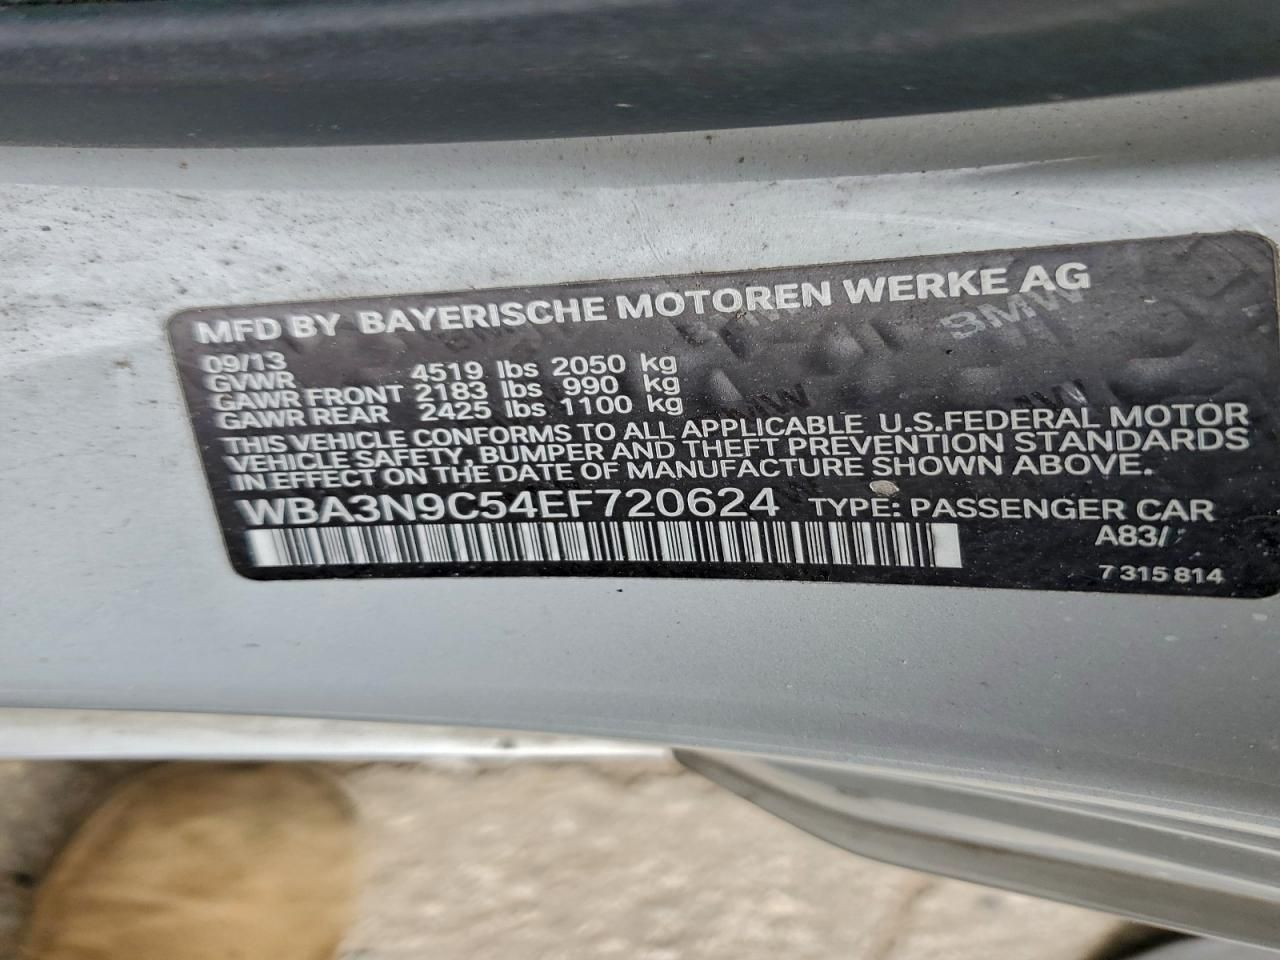 MFD BY BAYERISCHE MOTOREN WERKE AG
09/13
GVWR 4519 lbs 2050 kg
GAWR FRONT 2183 lbs 990 kg
GAWR REAR 2425 lbs 1100 kg
THIS VEHICLE CONFORMS TO ALL APPLICABLE U.S.FEDERAL MOTOR
VEHICLE SAFETY, BUMPER AND THEFT PREVENTION STANDARDS
IN EFFECT ON THE DATE OF MANUFACTURE SHOWN ABOVE.
WBA3N9C54EF720624 TYPE: PASSENGER CAR
A83/
7 315 814
BMW
BMW